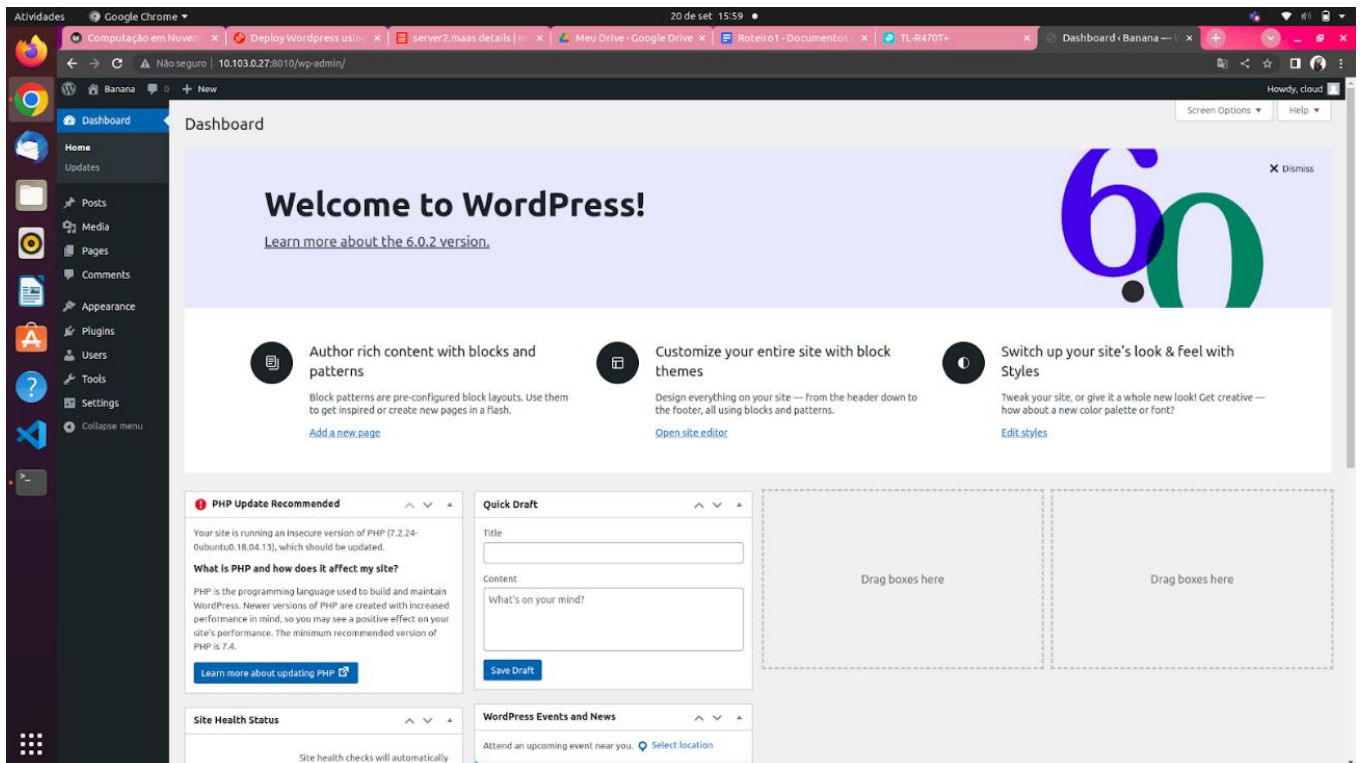 Atividades
Google Chrome
20 de set 15:59
Computação em Nuvem
Deploy Wordpress using
server2.maas details | m
Meu Drive - Google Drive
Roteiro1 - Documentos
TL-R470T+
Dashboard ‹ Banana —
Não seguro | 10.103.0.27:8010/wp-admin/
Banana
0
+ New
Howdy, cloud
Dashboard
Home
Updates
Posts
Media
Pages
Comments
Appearance
Plugins
Users
Tools
Settings
Collapse menu
Dashboard
Screen Options
Help
Welcome to WordPress!
Learn more about the 6.0.2 version.
6.0
Dismiss
Author rich content with blocks and
patterns
Block patterns are pre-configured block layouts. Use them
to get inspired or create new pages in a flash.
Add a new page
Customize your entire site with block
themes
Design everything on your site — from the header down to
the footer, all using blocks and patterns.
Open site editor
Switch up your site's look & feel with
Styles
Tweak your site, or give it a whole new look! Get creative —
how about a new color palette or font?
Edit styles
PHP Update Recommended
Your site is running an insecure version of PHP (7.2.24-
0ubuntu0.18.04.13), which should be updated.
What is PHP and how does it affect my site?
PHP is the programming language used to build and maintain
WordPress. Newer versions of PHP are created with increased
performance in mind, so you may see a positive effect on your
site's performance. The minimum recommended version of
PHP is 7.4.
Learn more about updating PHP
Quick Draft
Title
Content
What's on your mind?
Save Draft
Drag boxes here
Drag boxes here
Site Health Status
Site health checks will automatically
WordPress Events and News
Attend an upcoming event near you.
Select location